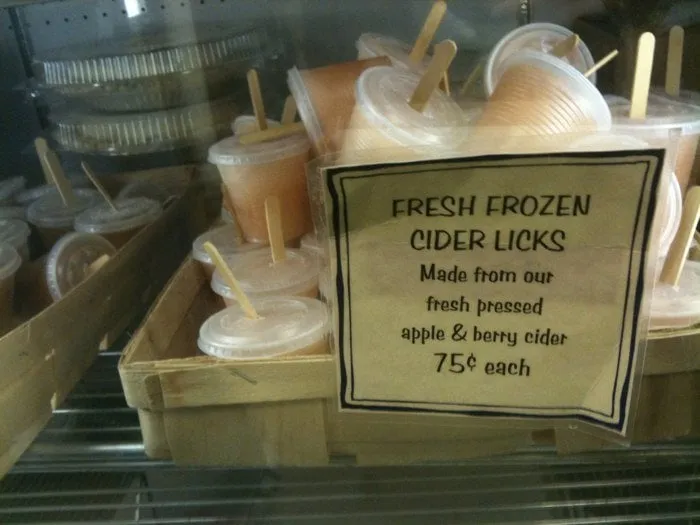 FRESH FROZEN
CIDER LICKS
Made from our
fresh pressed
apple & berry cider
75¢ each